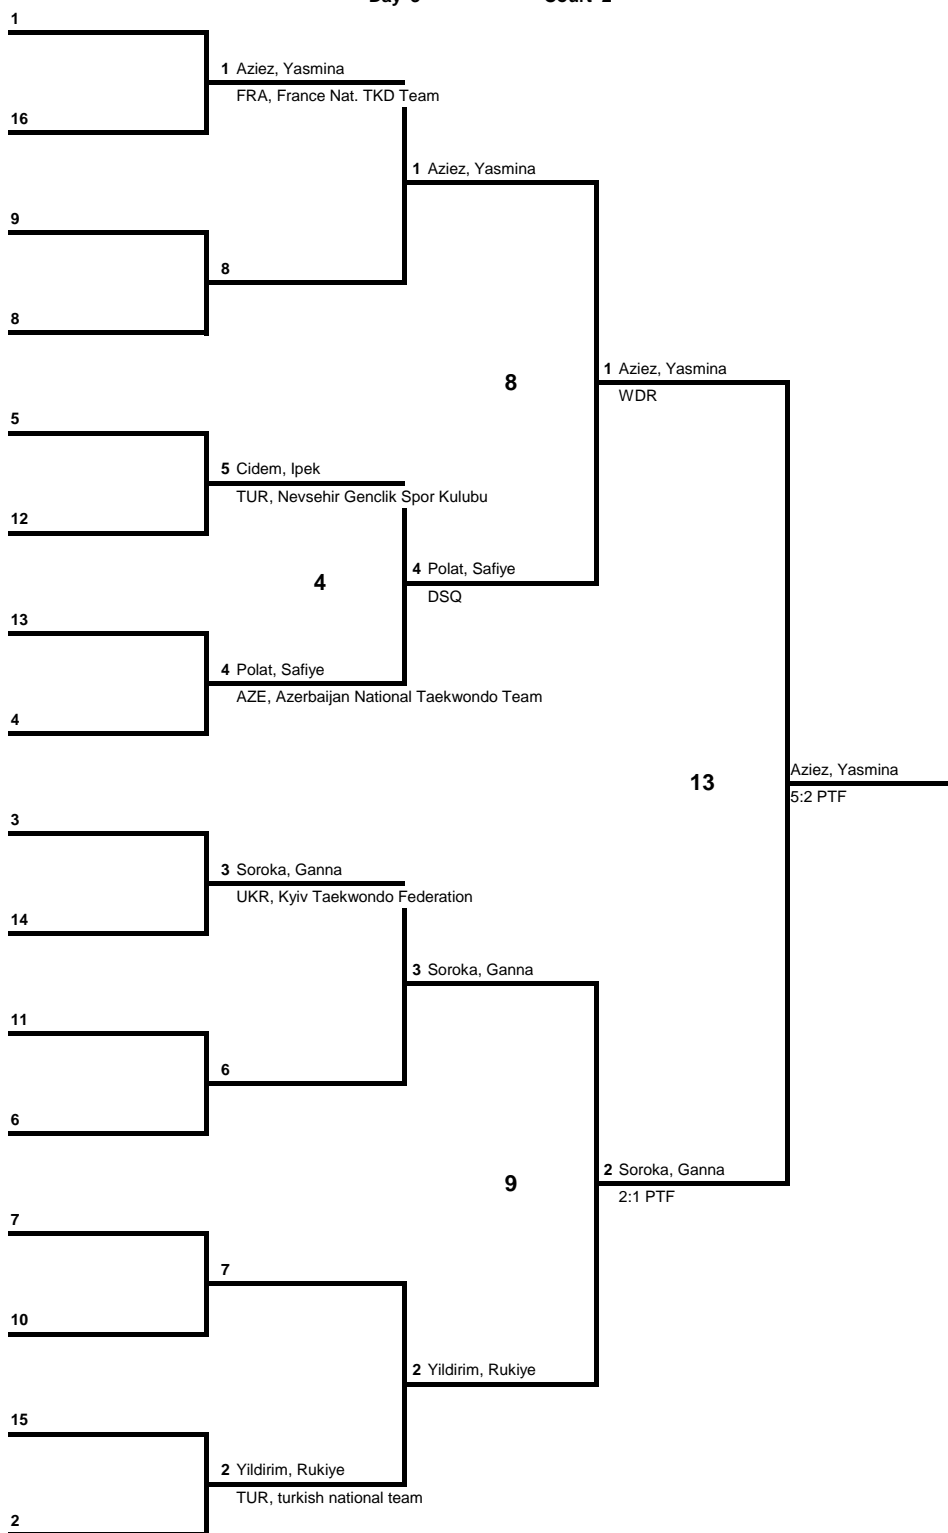 1
1 Aziez, Yasmina
FRA, France Nat. TKD Team
16
1 Aziez, Yasmina
9
8
8
1 Aziez, Yasmina
WDR
8
5
5 Cidem, Ipek
TUR, Nevsehir Genclik Spor Kulubu
12
4 Polat, Safiye
DSQ
4
13
4 Polat, Safiye
AZE, Azerbaijan National Taekwondo Team
4
Aziez, Yasmina
5:2 PTF
13
3
3 Soroka, Ganna
UKR, Kyiv Taekwondo Federation
14
3 Soroka, Ganna
11
6
6
2 Soroka, Ganna
2:1 PTF
9
7
7
10
2 Yildirim, Rukiye
15
2 Yildirim, Rukiye
TUR, turkish national team
2